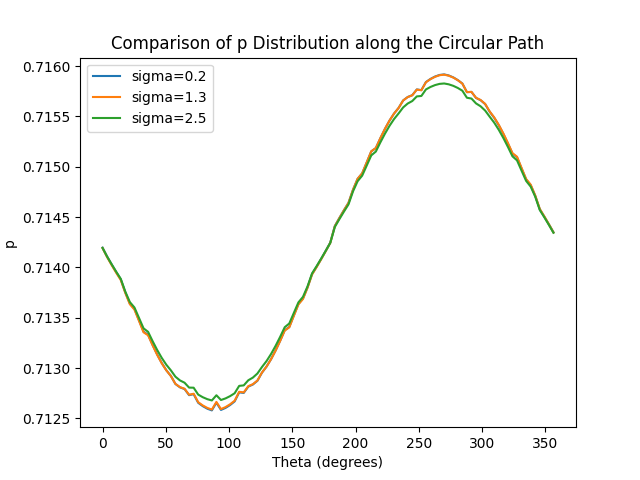 Comparison of p Distribution along the Circular Path
sigma=0.2
sigma=1.3
sigma=2.5
0.7160
0.7155
0.7150
0.7145
0.7140
0.7135
0.7130
0.7125
p
0 50 100 150 200 250 300 350
Theta (degrees)